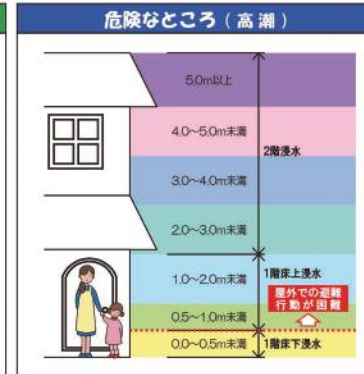 危険なところ（高潮）
5.0m以上
4.0～5.0m未満
2階浸水
3.0～4.0m未満
2.0～3.0m未満
1階床上浸水
1.0～2.0m未満
屋外での避難
行動が困難
0.5～1.0m未満
0.0～0.5m未満
1階床下浸水